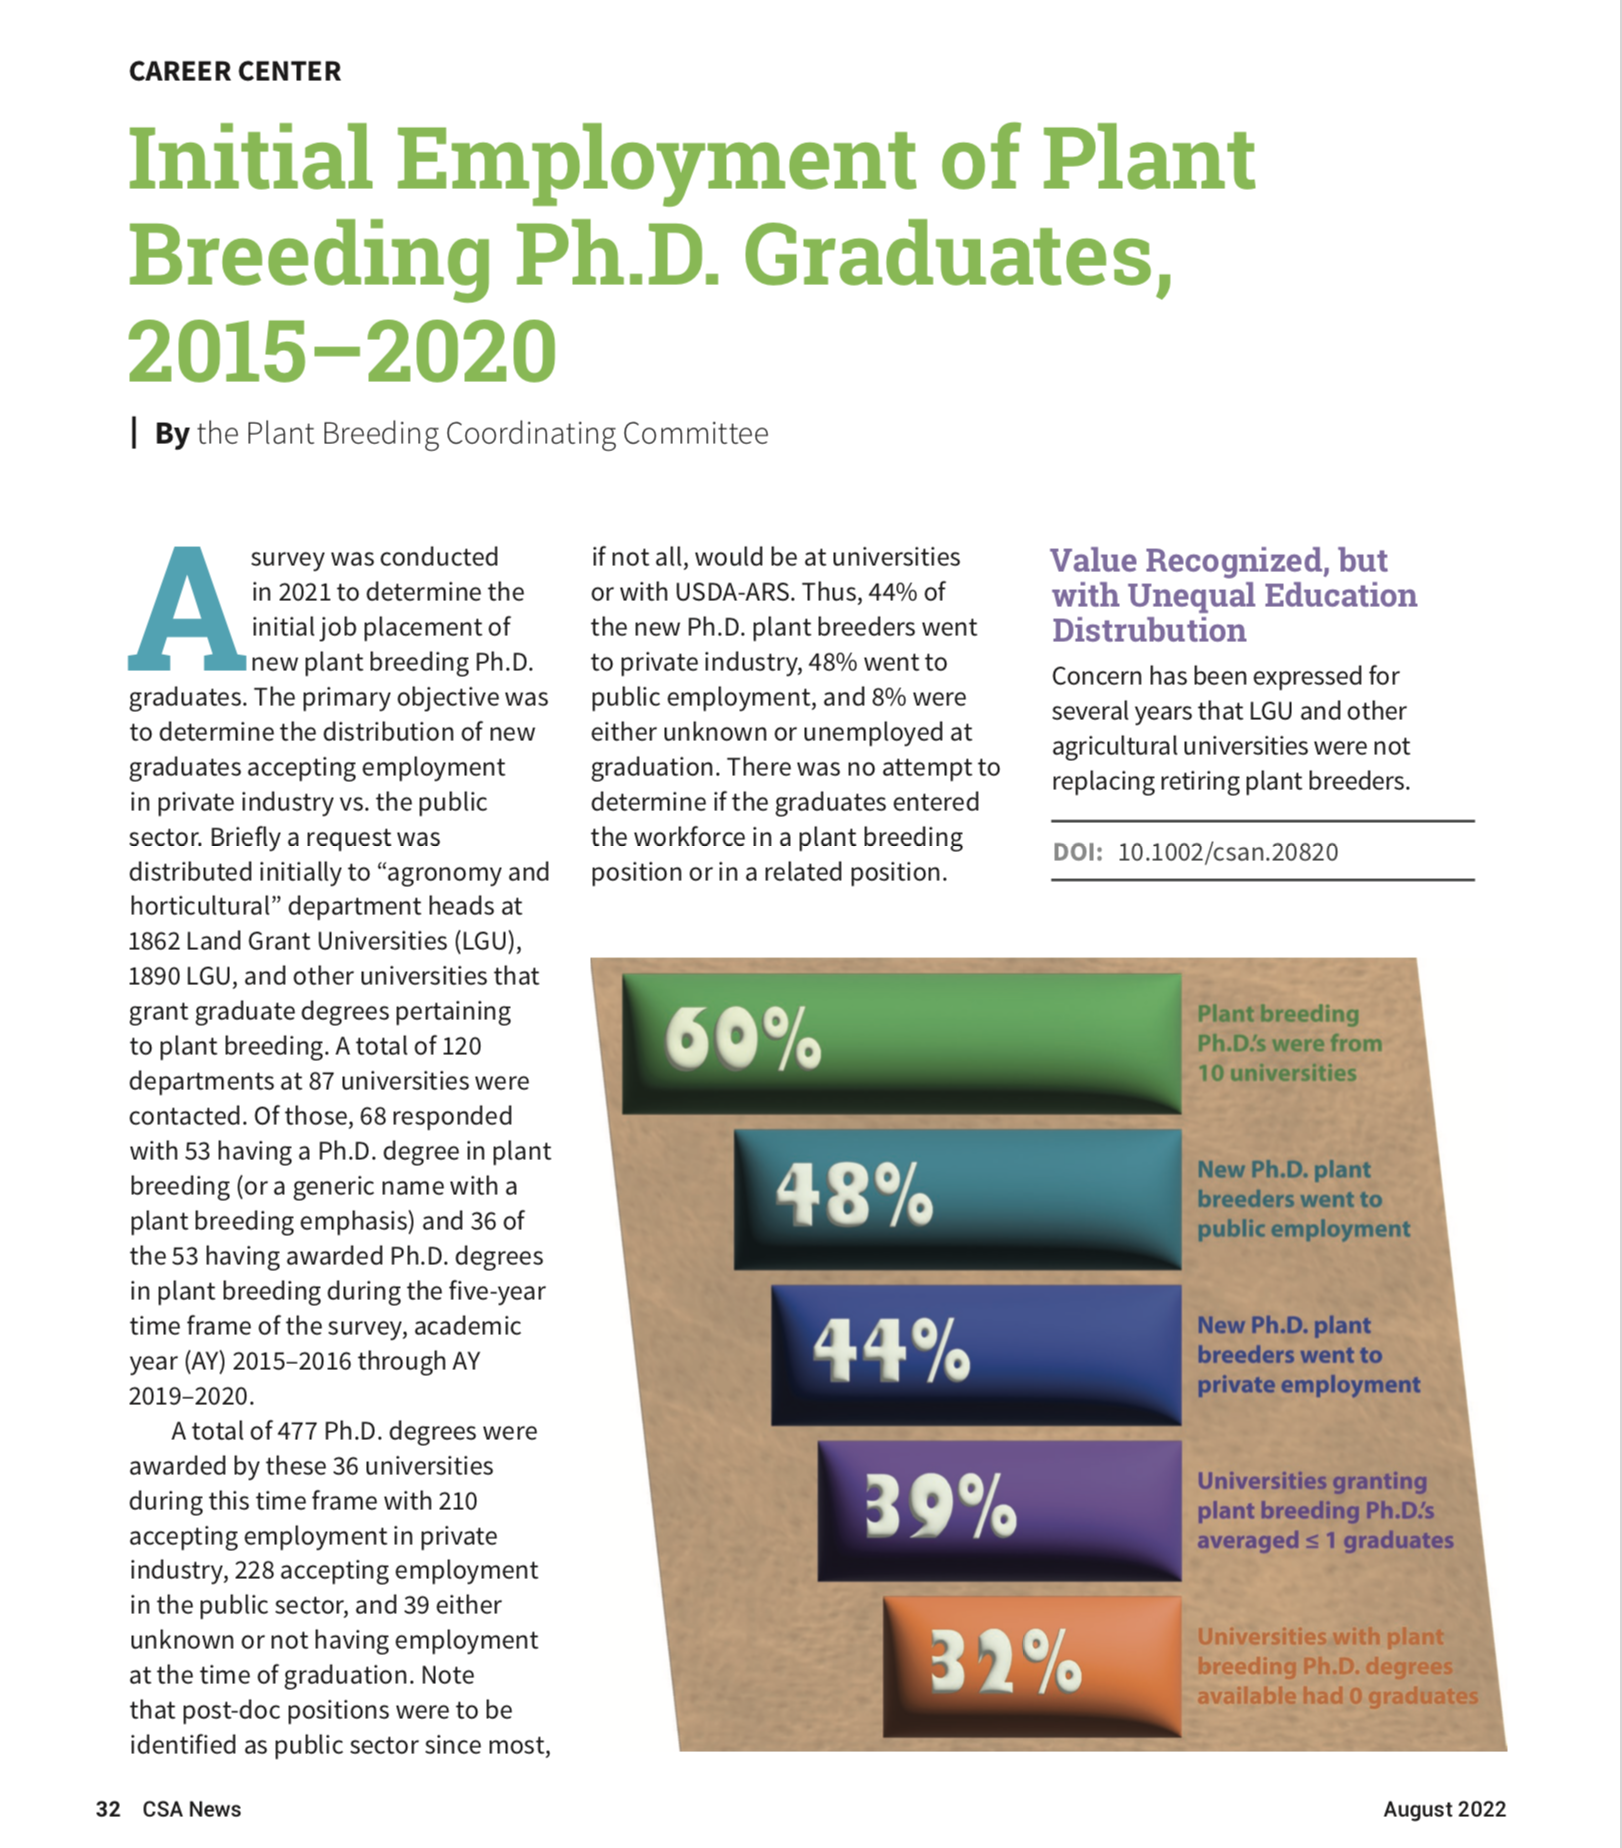 CAREER CENTER
Initial Employment of Plant
Breeding Ph.D. Graduates,
2015–2020
By the Plant Breeding Coordinating Committee
A survey was conducted
in 2021 to determine the
initial job placement of
new plant breeding Ph.D.
graduates. The primary objective was
to determine the distribution of new
graduates accepting employment
in private industry vs. the public
sector. Briefly a request was
distributed initially to “agronomy and
horticultural” department heads at
1862 Land Grant Universities (LGU),
1890 LGU, and other universities that
grant graduate degrees pertaining
to plant breeding. A total of 120
departments at 87 universities were
contacted. Of those, 68 responded
with 53 having a Ph.D. degree in plant
breeding (or a generic name with a
plant breeding emphasis) and 36 of
the 53 having awarded Ph.D. degrees
in plant breeding during the five-year
time frame of the survey, academic
year (AY) 2015–2016 through AY
2019–2020.
A total of 477 Ph.D. degrees were
awarded by these 36 universities
during this time frame with 210
accepting employment in private
industry, 228 accepting employment
in the public sector, and 39 either
unknown or not having employment
at the time of graduation. Note
that post-doc positions were to be
identified as public sector since most,
if not all, would be at universities
or with USDA-ARS. Thus, 44% of
the new Ph.D. plant breeders went
to private industry, 48% went to
public employment, and 8% were
either unknown or unemployed at
graduation. There was no attempt to
determine if the graduates entered
the workforce in a plant breeding
position or in a related position.
Value Recognized, but
with Unequal Education
Distrubution
Concern has been expressed for
several years that LGU and other
agricultural universities were not
replacing retiring plant breeders.
DOI: 10.1002/csan.20820
60%
Plant breeding
Ph.D.’s were from
10 universities
48%
New Ph.D. plant
breeders went to
public employment
44%
New Ph.D. plant
breeders went to
private employment
39%
Universities granting
plant breeding Ph.D.’s
averaged ≤ 1 graduates
32%
Universities with plant
breeding Ph.D. degrees
available had 0 graduates
32 CSA News
August 2022